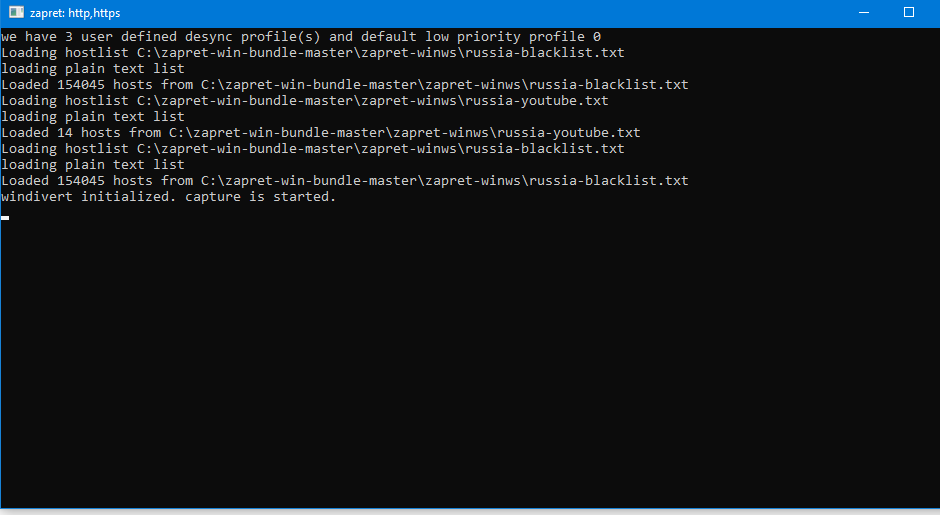 zapret: http,https
we have 3 user defined desync profile(s) and default low priority profile 0
Loading hostlist C:\zapret-win-bundle-master\zapret-winws\russia-blacklist.txt
loading plain text list
Loaded 154045 hosts from C:\zapret-win-bundle-master\zapret-winws\russia-blacklist.txt
Loading hostlist C:\zapret-win-bundle-master\zapret-winws\russia-youtube.txt
loading plain text list
Loaded 14 hosts from C:\zapret-win-bundle-master\zapret-winws\russia-youtube.txt
Loading hostlist C:\zapret-win-bundle-master\zapret-winws\russia-blacklist.txt
loading plain text list
Loaded 154045 hosts from C:\zapret-win-bundle-master\zapret-winws\russia-blacklist.txt
windivert initialized. capture is started.